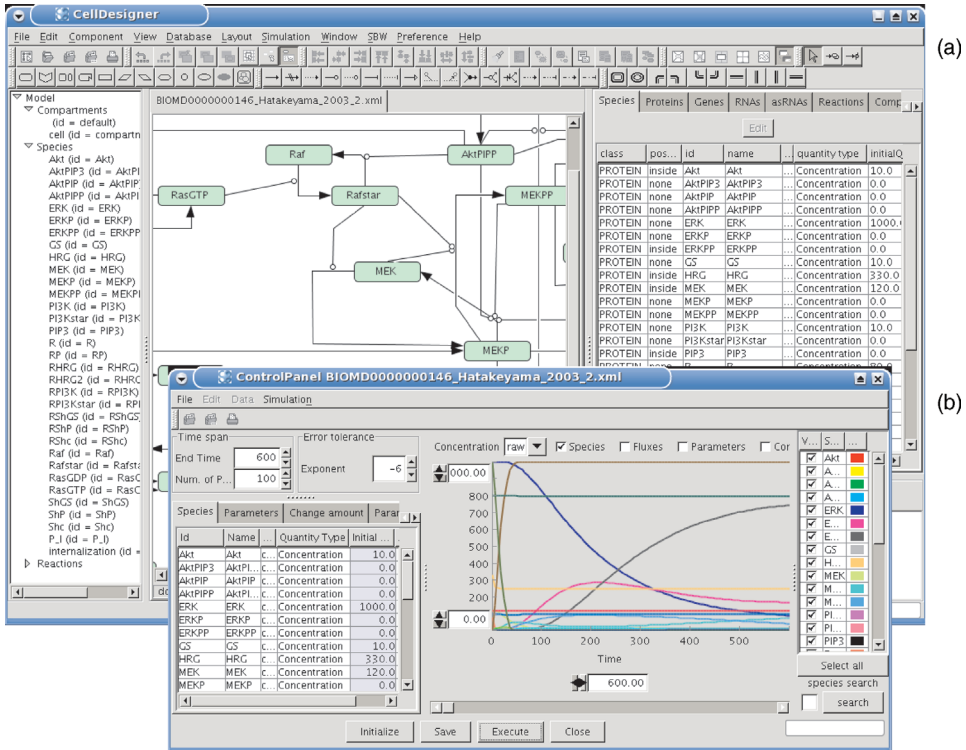 CellDesigner
(a)
File Edit Component View Database Layout Simulation Window SBW Preference Help
Model
Compartments
(id = default)
cell (id = compartn
Species
Akt (id = Akt)
AktPIP3 (id = AktPI
AktPIP (id = AktPIP
AktPIPP (id = AktPI
ERK (id = ERK)
ERKP (id = ERKP)
ERKPP (id = ERKPP
GS (id = GS)
HRG (id = HRG)
MEK (id = MEK)
MEKP (id = MEKP)
MEKPP (id = MEKPI
PI3K (id = PI3K)
PI3Kstar (id = PI3K
PIP3 (id = PIP3)
R (id = R)
RP (id = RP)
RHRG (id = RHRG)
RHRG2 (id = RHRG
RPI3K (id = RPI3K)
RPI3Kstar (id = RPI
RShGS (id = RShGS
RShP (id = RShP)
RShc (id = RShc)
Raf (id = Raf)
Rafstar (id = Rafsta
RasGDP (id = RasG
RasGTP (id = RasG
ShGS (id = ShGS)
ShP (id = ShP)
Shc (id = Shc)
P_I (id = P_I)
internalization (id =
Reactions
BIOMD0000000146_Hatakeyama_2003_2.xml
Raf
AktPIPP
RasGTP
Rafstar
MEKPP
MEK
MEKP
Species Proteins Genes RNAs asRNAs Reactions Comp
Edit
class pos... id name ... quantity type initialQ
PROTEIN inside Akt Akt ... Concentration 10.0
PROTEIN none AktPIP3 AktPIP3 ... Concentration 0.0
PROTEIN none AktPIP AktPIP ... Concentration 0.0
PROTEIN none AktPIPP AktPIPP ... Concentration 0.0
PROTEIN none ERK ERK ... Concentration 1000.
PROTEIN none ERKP ERKP ... Concentration 0.0
PROTEIN inside ERKPP ERKPP ... Concentration 0.0
PROTEIN none GS GS ... Concentration 10.0
PROTEIN inside HRG HRG ... Concentration 330.0
PROTEIN inside MEK MEK ... Concentration 120.0
PROTEIN none MEKP MEKP ... Concentration 0.0
PROTEIN none MEKPP MEKPP ... Concentration 0.0
PROTEIN none PI3K PI3K ... Concentration 10.0
PROTEIN none PI3Kstar PI3Kstar ... Concentration 0.0
PROTEIN inside PIP3 PIP3 ... Concentration 0.0
(b)
ControlPanel BIOMD0000000146_Hatakeyama_2003_2.xml
File Edit Data Simulation
Time span
End Time 600
Num. of P... 100
Error tolerance
Exponent -6
Species Parameters Change amount Parar
Id Name ... Quantity Type Initial ...
Akt Akt c... Concentration 10.0
AktPIP3 AktPI... c... Concentration 0.0
AktPIP AktPIP c... Concentration 0.0
AktPIPP AktPI... c... Concentration 0.0
ERK ERK c... Concentration 1000.0
ERKP ERKP c... Concentration 0.0
ERKPP ERKPP c... Concentration 0.0
GS GS c... Concentration 10.0
HRG HRG c... Concentration 330.0
MEK MEK c... Concentration 120.0
MEKP MEKP c... Concentration 0.0
Concentration raw Species Fluxes Parameters Cor
000.00
800
700
600
500
400
300
200
0.00
0 100 200 300 400 500
Time
600.00
V... S... ...
Akt
A...
A...
A...
ERK
E...
E...
GS
H...
MEK
M...
M...
PI...
PI...
PIP3
Select all
species search
search
Initialize Save Execute Close